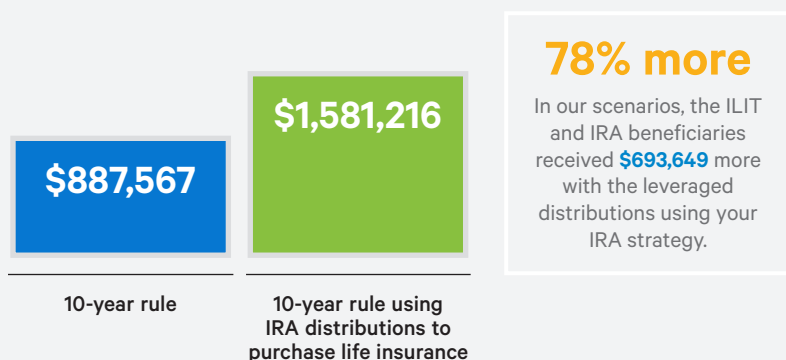 $887,567
10-year rule
$1,581,216
10-year rule using
IRA distributions to
purchase life insurance
78% more
In our scenarios, the ILIT
and IRA beneficiaries
received $693,649 more
with the leveraged
distributions using your
IRA strategy.